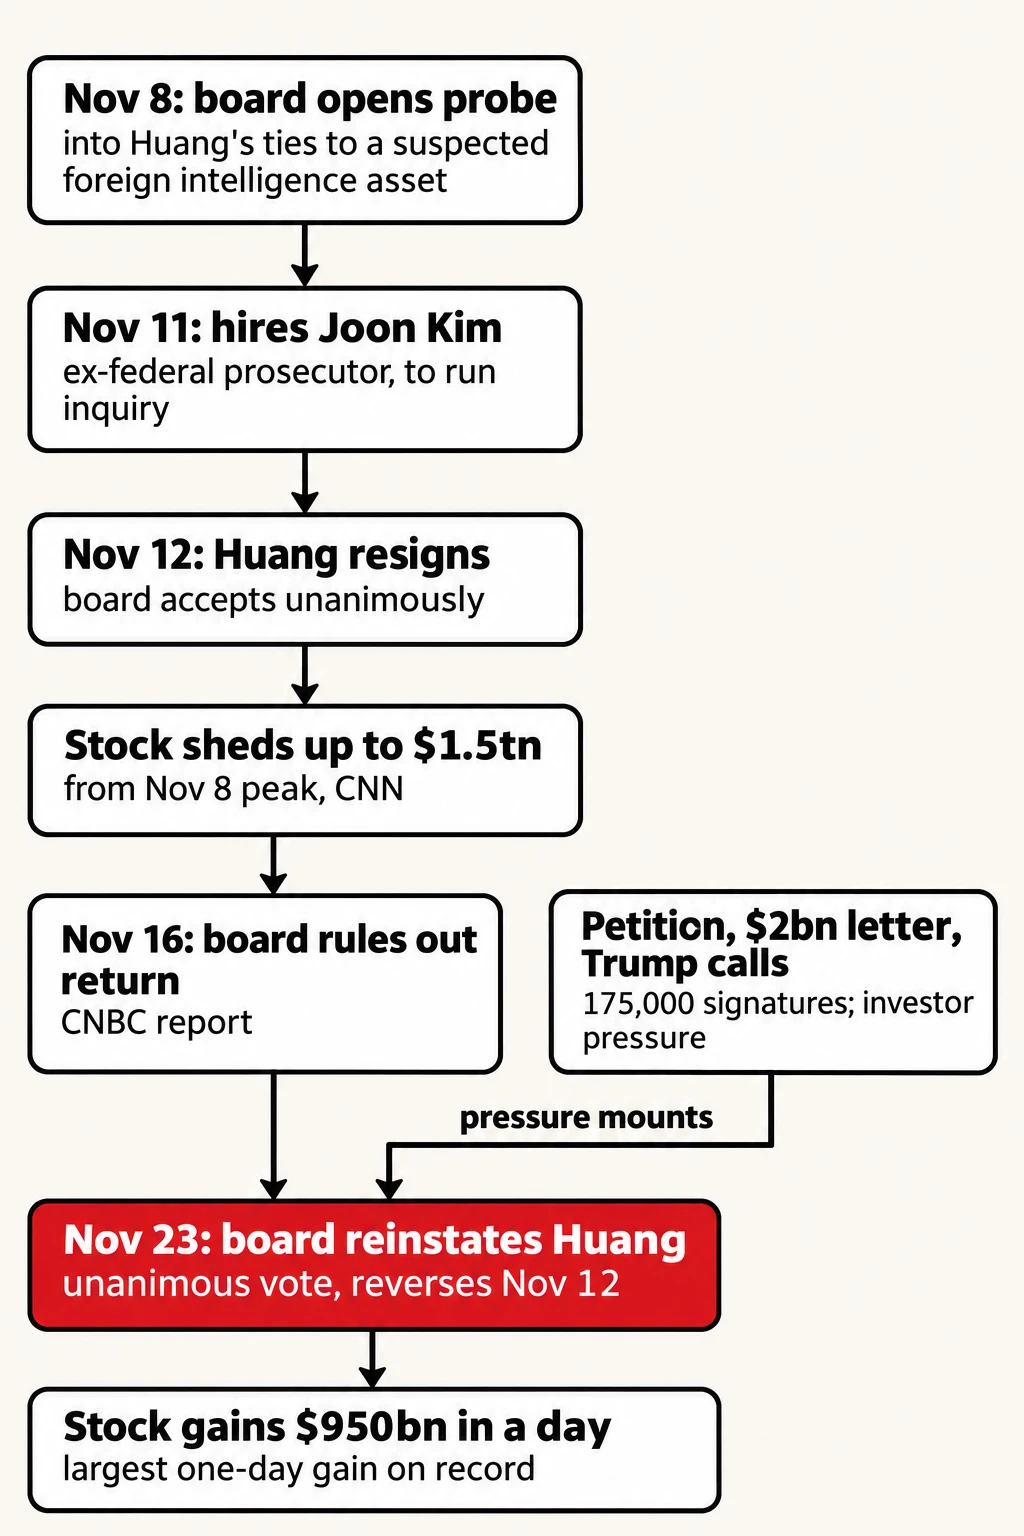 Nov 8: board opens probe
into Huang's ties to a suspected
foreign intelligence asset
Nov 11: hires Joon Kim
ex-federal prosecutor, to run
inquiry
Nov 12: Huang resigns
board accepts unanimously
Stock sheds up to $1.5tn
from Nov 8 peak, CNN
Nov 16: board rules out
return
CNBC report
Petition, $2bn letter,
Trump calls
175,000 signatures; investor
pressure
pressure mounts
Nov 23: board reinstates Huang
unanimous vote, reverses Nov 12
Stock gains $950bn in a day
largest one-day gain on record